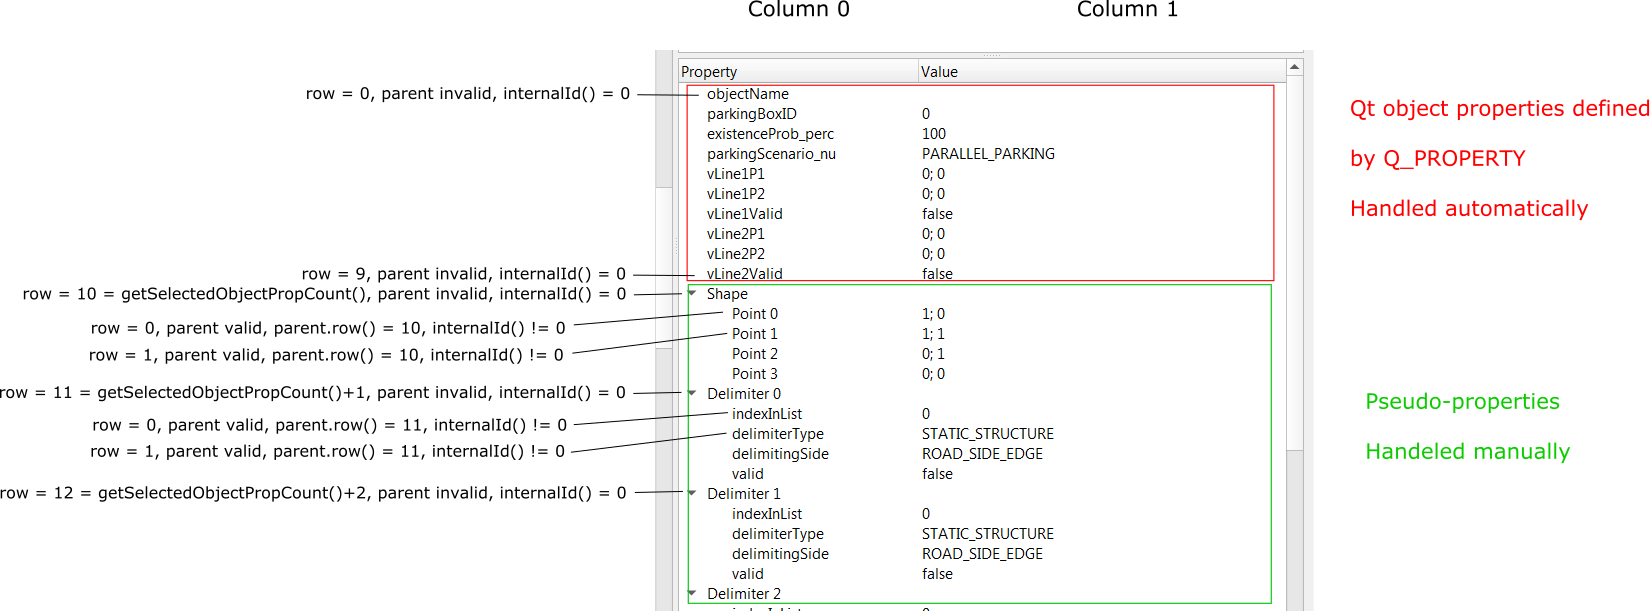 Column 0 Column 1
Property Value
row = 0, parent invalid, internalId() = 0 objectName
parkingBoxID 0 Qt object properties defined
existenceProb_perc 100
parkingScenario_nu PARALLEL_PARKING by Q_PROPERTY
vLine1P1 0; 0
vLine1P2 0; 0
vLine1Valid false Handled automatically
vLine2P1 0; 0
vLine2P2 0; 0
row = 9, parent invalid, internalId() = 0 vLine2Valid false
row = 10 = getSelectedObjectPropCount(), parent invalid, internalId() = 0 Shape
row = 0, parent valid, parent.row() = 10, internalId() != 0 Point 0 1; 0
row = 1, parent valid, parent.row() = 10, internalId() != 0 Point 1 1; 1
Point 2 0; 1
Point 3 0; 0
row = 11 = getSelectedObjectPropCount()+1, parent invalid, internalId() = 0 Delimiter 0
Pseudo-properties
row = 0, parent valid, parent.row() = 11, internalId() != 0 indexInList 0
row = 1, parent valid, parent.row() = 11, internalId() != 0 delimiterType STATIC_STRUCTURE
delimitingSide ROAD_SIDE_EDGE Handeled manually
valid false
row = 12 = getSelectedObjectPropCount()+2, parent invalid, internalId() = 0 Delimiter 1
indexInList 0
delimiterType STATIC_STRUCTURE
delimitingSide ROAD_SIDE_EDGE
valid false
Delimiter 2